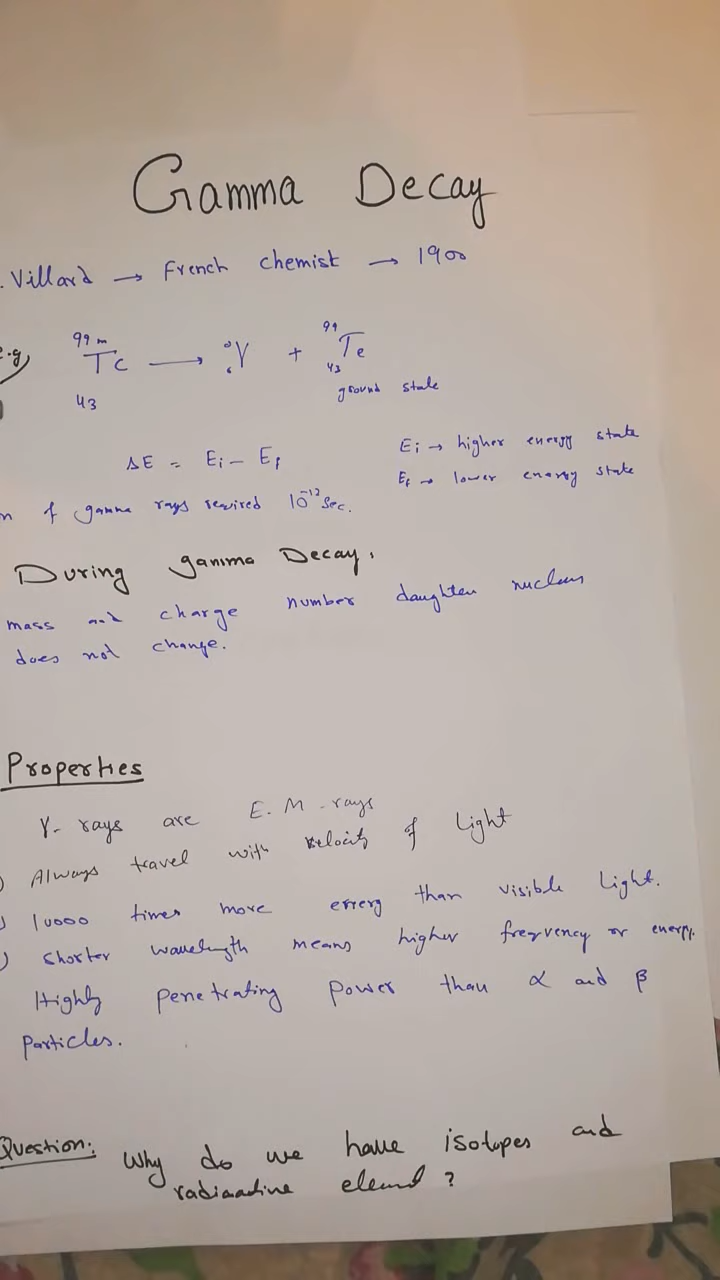 Gamma Decay
. Villard → French chemist → 1900
e.g
99 m Tc 43 → 0 γ 0 + 99 Te 43
ground state
ΔE = Ei - Ef
Ei → higher energy state
Ef → lower energy state
n of gamma rays required 10^-12 Sec.
During gamma Decay.
mass and charge number daughter nucleus
does not change.
Properties
γ- rays are E.M-rays
) Always travel with velocity of Light
) 10000 times more energy than visible Light.
) Shorter wavelength means higher frequency or energy.
Highly penetrating power than α and β
particles.
Question: Why do we have isotopes and
radioactive element ?